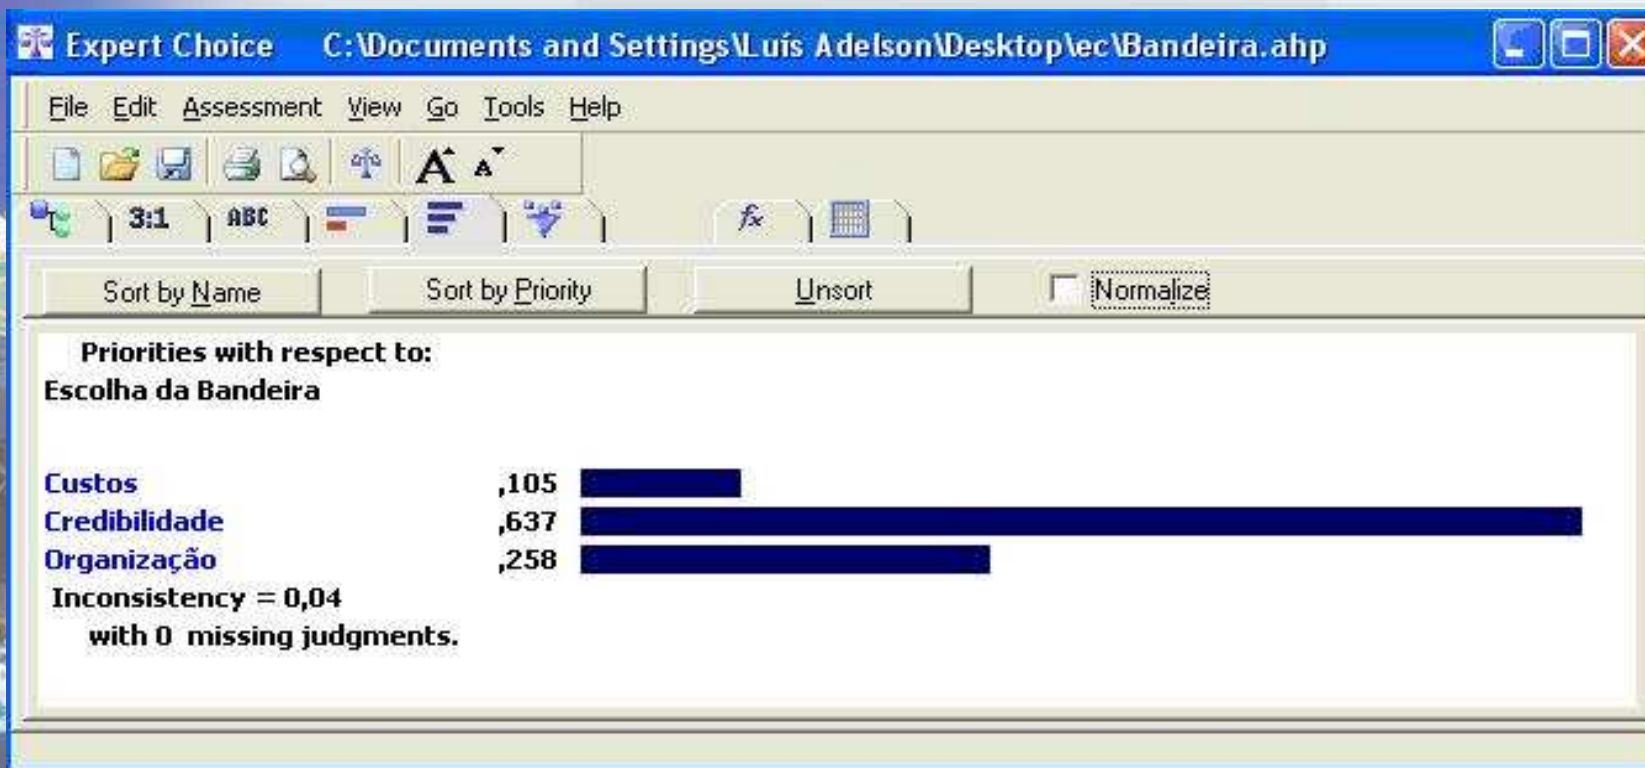 Expert Choice C:\Documents and Settings\Luís Adelson\Desktop\ec\Bandeira.ahp
File Edit Assessment View Go Tools Help
A A
3:1 ABC fx
Sort by Name Sort by Priority Unsort Normalize
Priorities with respect to:
Escolha da Bandeira
Custos ,105
Credibilidade ,637
Organização ,258
Inconsistency = 0,04
with 0 missing judgments.